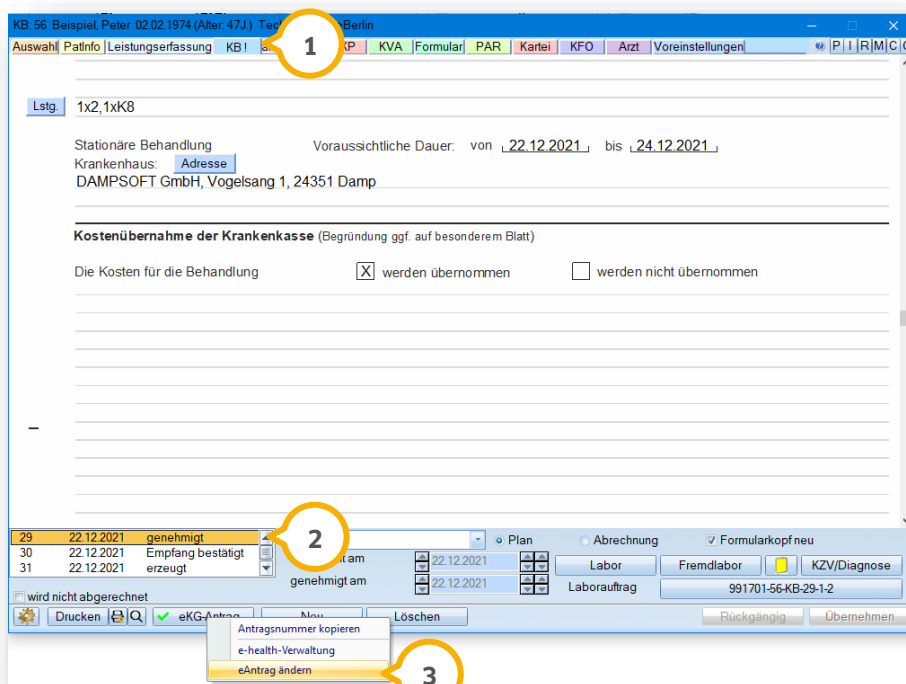 KB: 56 Beispiel, Peter 02.02.1974 (Alter: 47J.) Berlin
Auswahl PatInfo Leistungserfassung KB ! KVA Formular PAR Kartei KFO Arzt Voreinstellungen P I R M C
1
Lstg. 1x2,1xK8
Stationäre Behandlung Voraussichtliche Dauer: von 22.12.2021 bis 24.12.2021
Krankenhaus: Adresse
DAMPSOFT GmbH, Vogelsang 1, 24351 Damp
Kostenübernahme der Krankenkasse (Begründung ggf. auf besonderem Blatt)
Die Kosten für die Behandlung X werden übernommen werden nicht übernommen
29 22.12.2021 genehmigt
30 22.12.2021 Empfang bestätigt
31 22.12.2021 erzeugt
2
Plan Abrechnung Formularkopf neu
am 22.12.2021 Labor Fremdlabor KZV/Diagnose
genehmigt am 22.12.2021 Laborauftrag 991701-56-KB-29-1-2
wird nicht abgerechnet
Drucken eKG-Antrag Neu Löschen Rückgängig Übernehmen
Antragsnummer kopieren
e-health-Verwaltung
eAntrag ändern
3